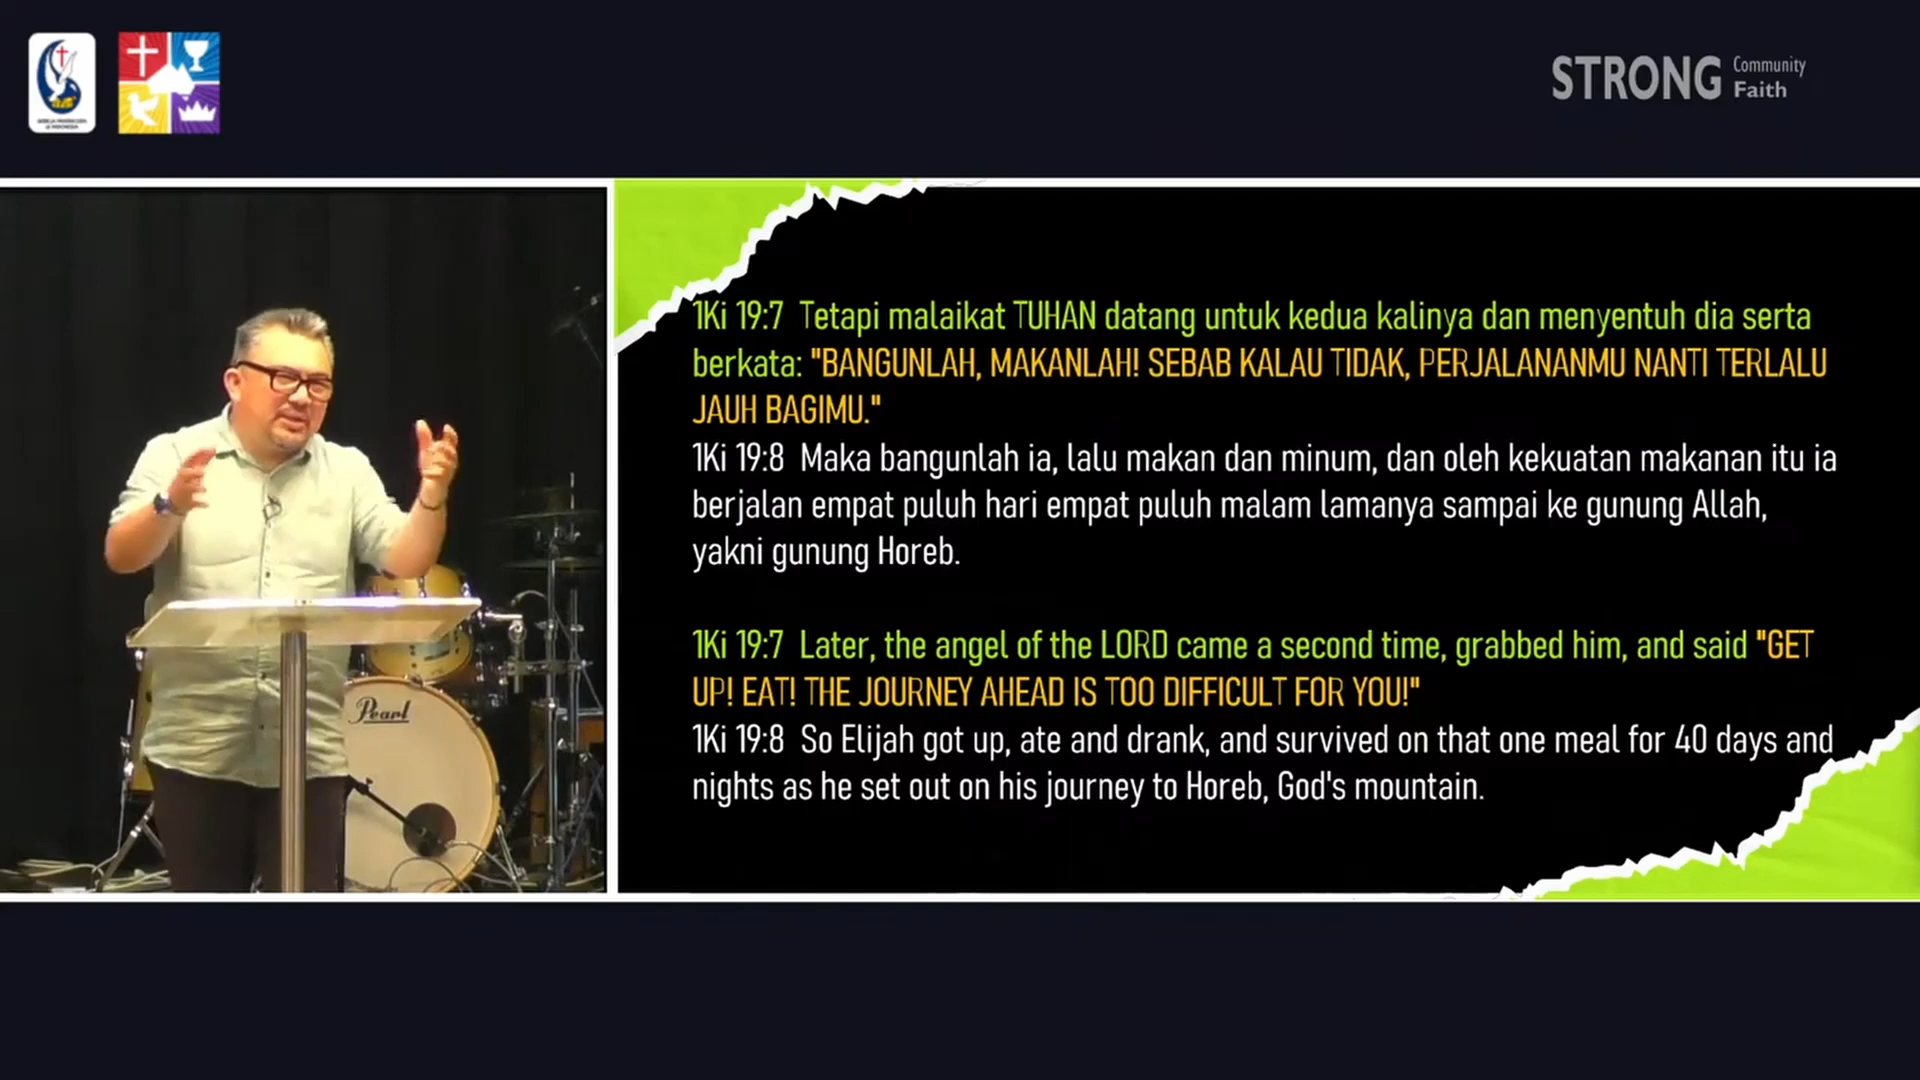 STRONG Community
Faith
1Ki 19:7 Tetapi malaikat TUHAN datang untuk kedua kalinya dan menyentuh dia serta
berkata: "BANGUNLAH, MAKANLAH! SEBAB KALAU TIDAK, PERJALANANMU NANTI TERLALU
JAUH BAGIMU."
1Ki 19:8 Maka bangunlah ia, lalu makan dan minum, dan oleh kekuatan makanan itu ia
berjalan empat puluh hari empat puluh malam lamanya sampai ke gunung Allah,
yakni gunung Horeb.
1Ki 19:7 Later, the angel of the LORD came a second time, grabbed him, and said "GET
UP! EAT! THE JOURNEY AHEAD IS TOO DIFFICULT FOR YOU!"
1Ki 19:8 So Elijah got up, ate and drank, and survived on that one meal for 40 days and
nights as he set out on his journey to Horeb, God's mountain.
Pearl